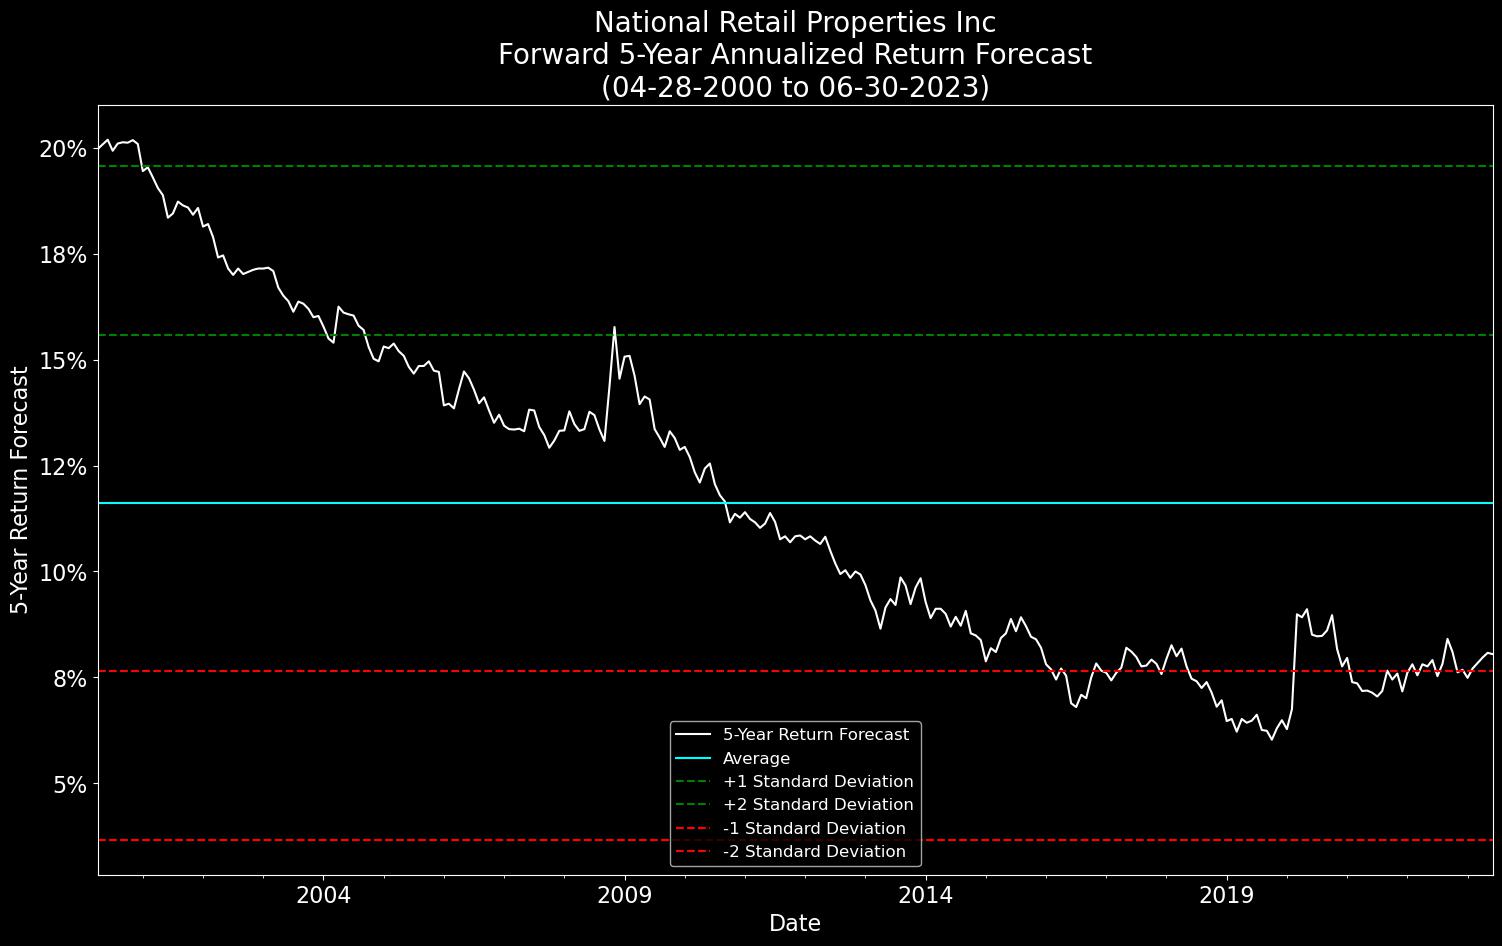 National Retail Properties Inc
Forward 5-Year Annualized Return Forecast
(04-28-2000 to 06-30-2023)
5-Year Return Forecast
20%
18%
15%
12%
10%
8%
5%
5-Year Return Forecast
Average
+1 Standard Deviation
+2 Standard Deviation
-1 Standard Deviation
-2 Standard Deviation
2004
2009
2014
2019
Date